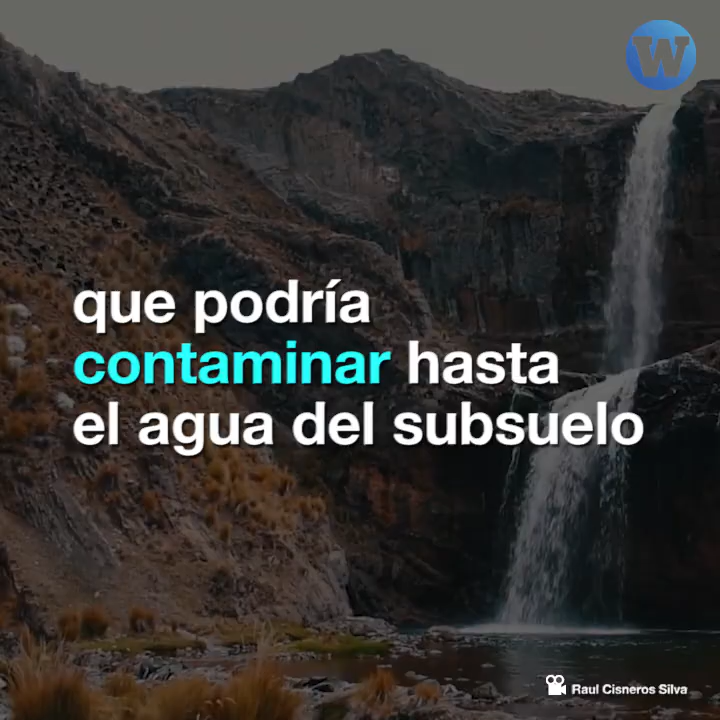 W
que podría
contaminar hasta
el agua del subsuelo
Raul Cisneros Silva